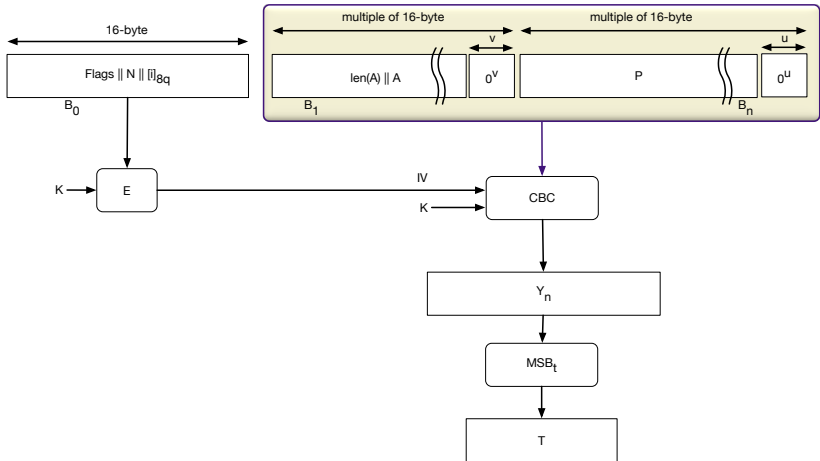 multiple of 16-byte multiple of 16-byte
16-byte v u
Flags || N || [i]8q len(A) || A 0v P 0u
B0 B1 Bn
K E IV
K CBC
Yn
MSBt
T